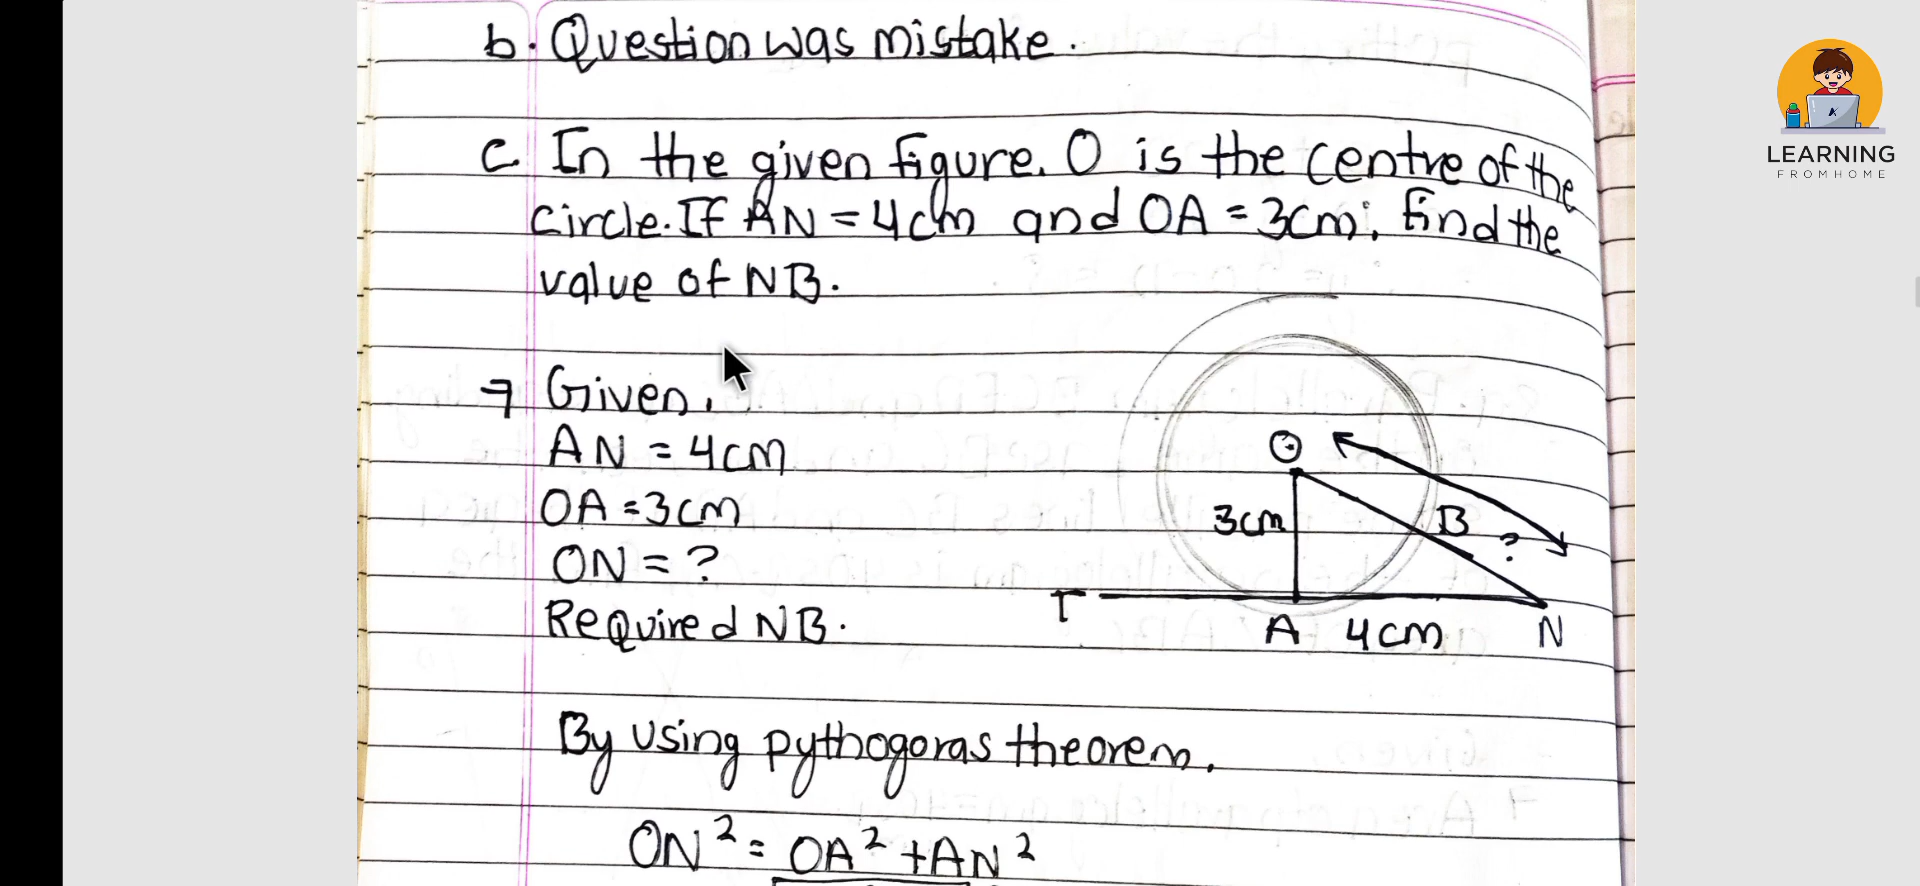 b. Question was mistake.
c. In the given figure. O is the centre of the
circle. If AN = 4cm and OA = 3cm. find the
value of NB.
→ Given,
AN = 4cm
OA = 3cm
ON = ?
Required NB.
O
3cm
B
?
T
A 4cm N
By using pythogoras theorem,
ON² = OA² + AN²
LEARNING
FROMHOME